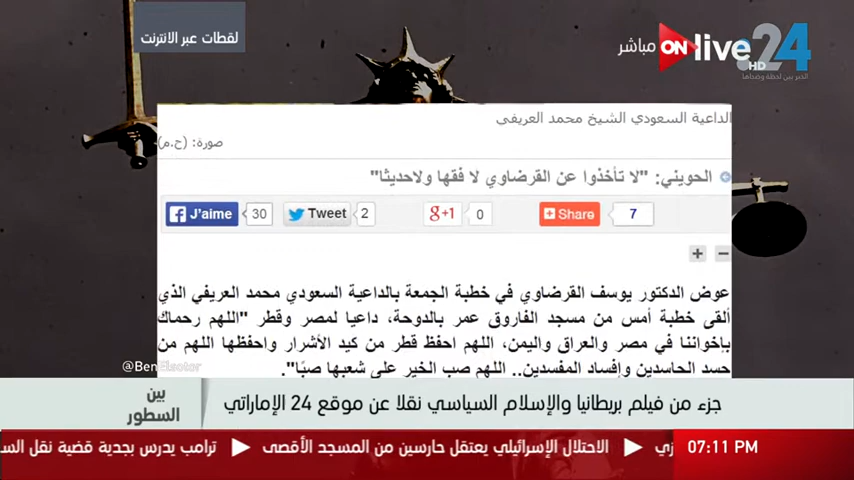 لقطات عبر الانترنت
مباشر ON live
24
HD
الخبر بين لحظة وضحاها
الداعية السعودي الشيخ محمد العريفي
صورة: (ح.م)
الحويني: "لا تأخذوا عن القرضاوي لا فقها ولاحديثا"
J'aime 30 Tweet 2 g+1 0 Share 7
+ −
عوض الدكتور يوسف القرضاوي في خطبة الجمعة بالداعية السعودي محمد العريفي الذي
ألقى خطبة أمس من مسجد الفاروق عمر بالدوحة، داعيا لمصر وقطر "اللهم رحماك
بإخواننا في مصر والعراق واليمن، اللهم احفظ قطر من كيد الأشرار واحفظها اللهم من
حسد الحاسدين وإفساد المفسدين.. اللهم صب الخير على شعبها صبًا".
@BenElsotor
بين
السطور
جزء من فيلم بريطانيا والإسلام السياسي نقلا عن موقع 24 الإماراتي
زي ◀ الاحتلال الإسرائيلي يعتقل حارسين من المسجد الأقصى ◀ ترامب يدرس بجدية قضية نقل الس
07:11 PM